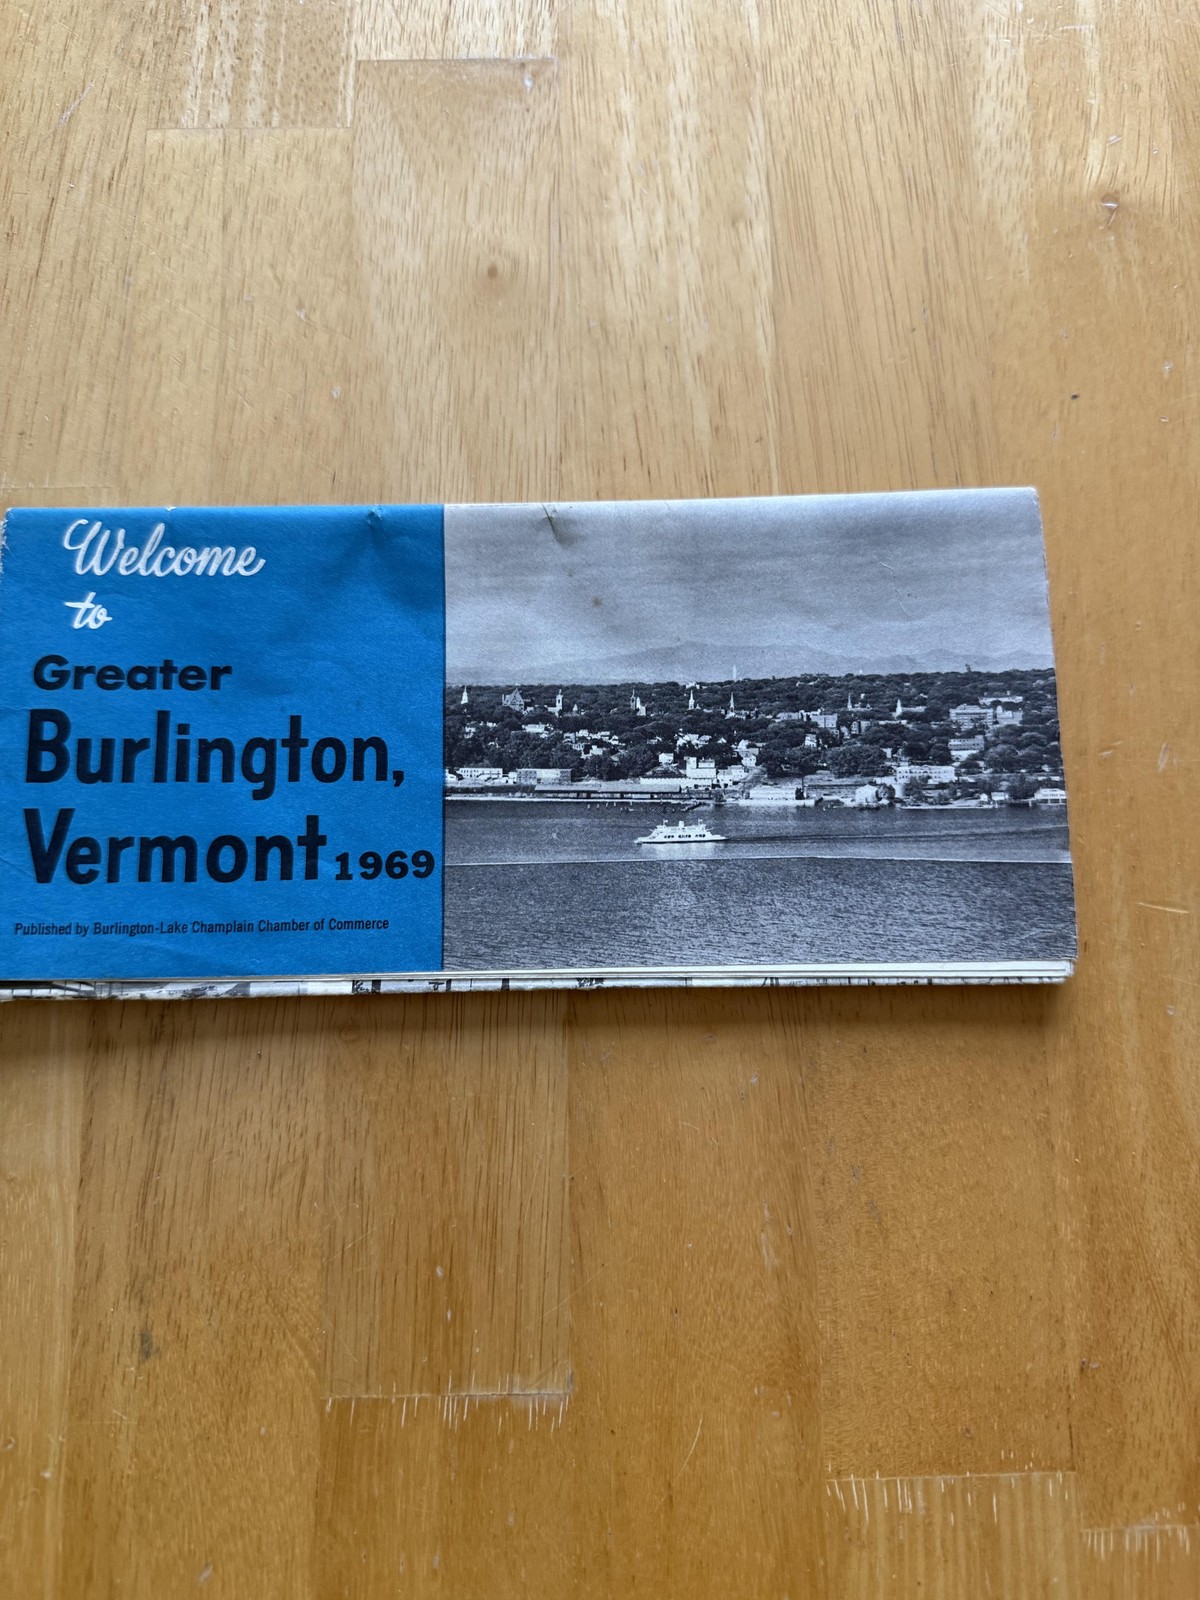 Welcome
to
Greater
Burlington,
Vermont 1969
Published by Burlington-Lake Champlain Chamber of Commerce